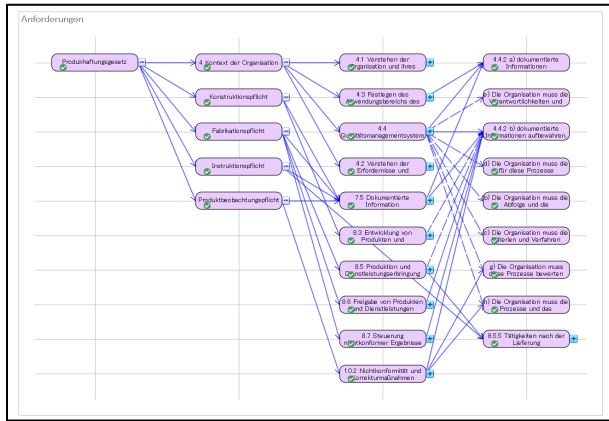 Anforderungen
Produkhaftungsgesetz
4 Kontext der Organisation
4.1 Verstehen der
Organisation und ihres
4.4.2 a) dokumentierte
Informationen
Konstruktionspflicht
4.3 Festlegen des
Anwendungsbereichs des
e) Die Organisation muss die
Verantwortlichkeiten und
Fabrikationspflicht
4.4
Qualitätsmanagementsystem
4.4.2 b) dokumentierte
Informationen aufbewahren,
Instruktionspflicht
4.2 Verstehen der
Erfordernisse und
d) Die Organisation muss die
für diese Prozesse
Produktbeobachtungspflicht
7.5 Dokumentierte
Information
b) Die Organisation muss die
Abfolge und die
8.3 Entwicklung von
Produkten und
c) Die Organisation muss die
Kriterien und Verfahren
8.5 Produktion und
Dienstleistungserbringung
g) Die Organisation muss
diese Prozesse bewerten
8.6 Freigabe von Produkten
und Dienstleistungen
h) Die Organisation muss die
Prozesse und das
8.7 Steuerung
nichtkonformer Ergebnisse
8.5.5 Tätigkeiten nach der
Lieferung
10.2 Nichtkonformität und
Korrekturmaßnahmen